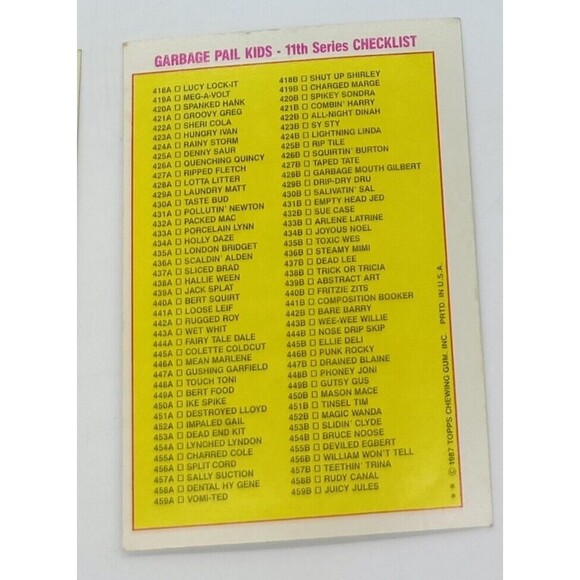 GARBAGE PAIL KIDS - 11th Series CHECKLIST
418A □ LUCY LOCK-IT
419A □ MEG-A-VOLT
420A □ SPANKED HANK
421A □ GROOVY GREG
422A □ SHERI COLA
423A □ HUNGRY IVAN
424A □ RAINY STORM
425A □ DENNY SAUR
426A □ QUENCHING QUINCY
427A □ RIPPED FLETCH
428A □ LOTTA LITTER
429A □ LAUNDRY MATT
430A □ TASTE BUD
431A □ POLLUTIN' NEWTON
432A □ PACKED MAC
433A □ PORCELAIN LYNN
434A □ HOLLY DAZE
435A □ LONDON BRIDGET
436A □ SCALDIN' ALDEN
437A □ SLICED BRAD
438A □ HALLIE WEEN
439A □ JACK SPLAT
440A □ BERT SQUIRT
441A □ LOOSE LEIF
442A □ RUGGED ROY
443A □ WET WHIT
444A □ FAIRY TALE DALE
445A □ COLETTE COLDCUT
446A □ MEAN MARLENE
447A □ GUSHING GARFIELD
448A □ TOUCH TONI
449A □ BERT FOOD
450A □ IKE SPIKE
451A □ DESTROYED LLOYD
452A □ IMPALED GAIL
453A □ DEAD END KIT
454A □ LYNCHED LYNDON
455A □ CHARRED COLE
456A □ SPLIT CORD
457A □ SALLY SUCTION
458A □ DENTAL HY GENE
459A □ VOMI-TED
418B □ SHUT UP SHIRLEY
419B □ CHARGED MARGE
420B □ SPIKEY SONDRA
421B □ COMBIN' HARRY
422B □ ALL-NIGHT DINAH
423B □ SY STY
424B □ LIGHTNING LINDA
425B □ RIP TILE
426B □ SQUIRTIN' BURTON
427B □ TAPED TATE
428B □ GARBAGE MOUTH GILBERT
429B □ DRIP-DRY DRU
430B □ SALIVATIN' SAL
431B □ EMPTY HEAD JED
432B □ SUE CASE
433B □ ARLENE LATRINE
434B □ JOYOUS NOEL
435B □ TOXIC WES
436B □ STEAMY MIMI
437B □ DEAD LEE
438B □ TRICK OR TRICIA
439B □ ABSTRACT ART
440B □ FRITZIE ZITS
441B □ COMPOSITION BOOKER
442B □ BARE BARRY
443B □ WEE-WEE WILLIE
444B □ NOSE DRIP SKIP
445B □ ELLIE DELI
446B □ PUNK ROCKY
447B □ DRAINED BLAINE
448B □ PHONEY JONI
449B □ GUTSY GUS
450B □ MASON MACE
451B □ TINSEL TIM
452B □ MAGIC WANDA
453B □ SLIDIN' CLYDE
454B □ BRUCE NOOSE
455B □ DEVILED EGBERT
456B □ WILLIAM WON'T TELL
457B □ TEETHIN' TRINA
458B □ RUDY CANAL
459B □ JUICY JULES
** © 1987 TOPPS CHEWING GUM, INC. PRTD. IN U.S.A.